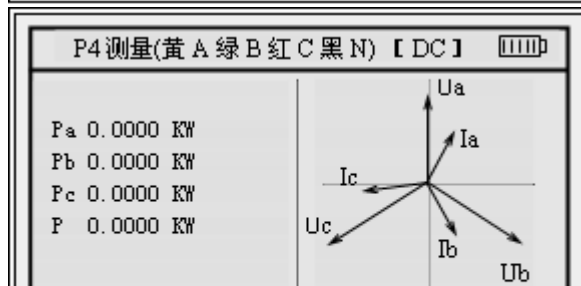 P4测量(黄A绿B红C黑N)【DC】
Pa 0.0000 KW
Pb 0.0000 KW
Pc 0.0000 KW
P 0.0000 KW
Ua
Ia
Ic
Uc
Ib
Ub